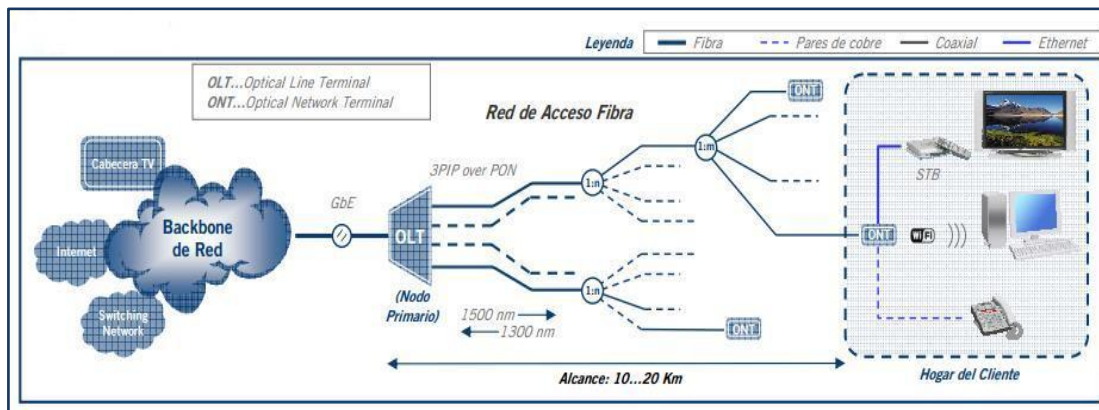 Leyenda Fibra Pares de cobre Coaxial Ethernet
OLT...Optical Line Terminal
ONT...Optical Network Terminal
Red de Acceso Fibra
ONT
1:m
Cabecera TV
3PIP over PON
1:n
STB
GbE
Backbone
de Red
OLT
ONT
WiFi
Internet
(Nodo
Primario)
1:n
Switching
Network
1500 nm
1300 nm
ONT
Alcance: 10...20 Km
Hogar del Cliente